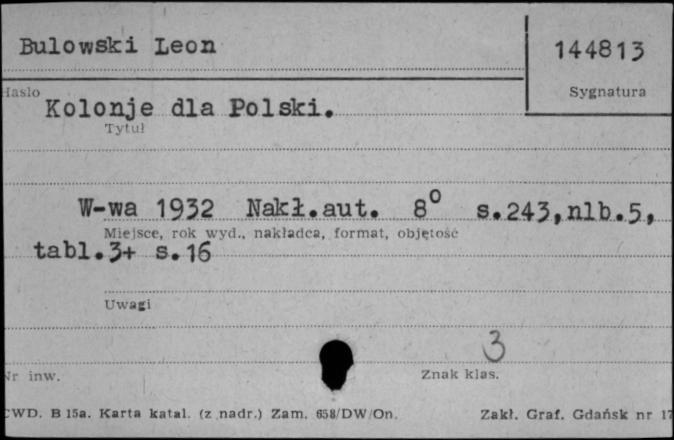 Bulowski Leon
144813
Hasło
Sygnatura
Kolonje dla Polski.
Tytuł
W-wa 1932 Nakł.aut. 8° s.243,nlb.5,
Miejsce, rok wyd., nakładca, format, objętość
tabl.3+ s.16
Uwagi
3
Nr inw.
Znak klas.
CWD. B 15a. Karta katal. (z nadr.) Zam. 658/DW/On.
Zakł. Graf. Gdańsk nr 17